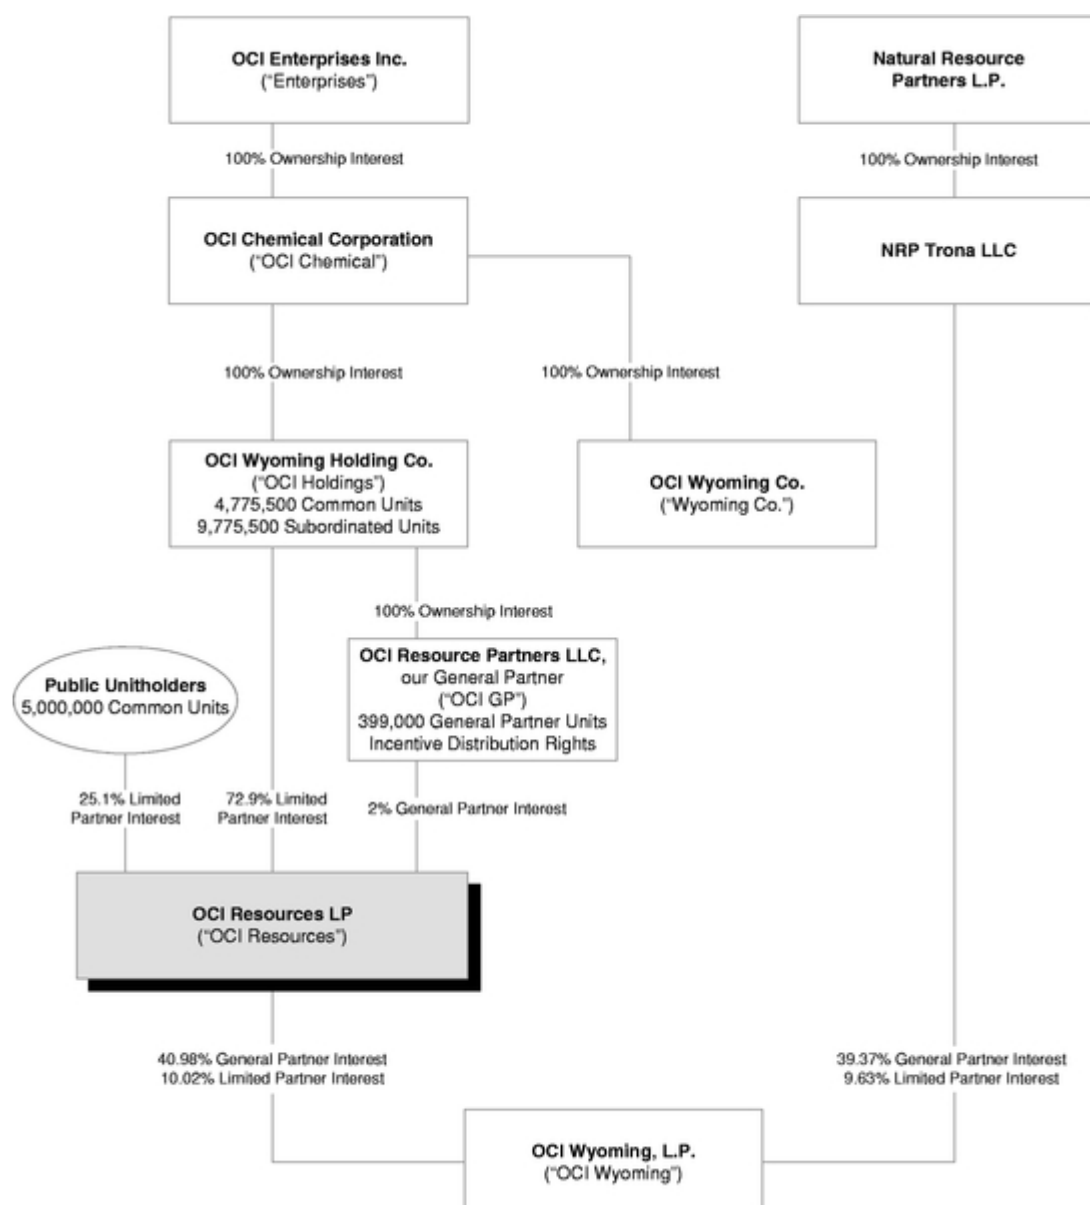 OCI Enterprises Inc.
("Enterprises")
Natural Resource
Partners L.P.
100% Ownership Interest
100% Ownership Interest
OCI Chemical Corporation
("OCI Chemical")
NRP Trona LLC
100% Ownership Interest
100% Ownership Interest
OCI Wyoming Holding Co.
("OCI Holdings")
4,775,500 Common Units
9,775,500 Subordinated Units
OCI Wyoming Co.
("Wyoming Co.")
100% Ownership Interest
OCI Resource Partners LLC,
our General Partner
("OCI GP")
399,000 General Partner Units
Incentive Distribution Rights
Public Unitholders
5,000,000 Common Units
25.1% Limited
Partner Interest
72.9% Limited
Partner Interest
2% General Partner Interest
OCI Resources LP
("OCI Resources")
40.98% General Partner Interest
10.02% Limited Partner Interest
39.37% General Partner Interest
9.63% Limited Partner Interest
OCI Wyoming, L.P.
("OCI Wyoming")